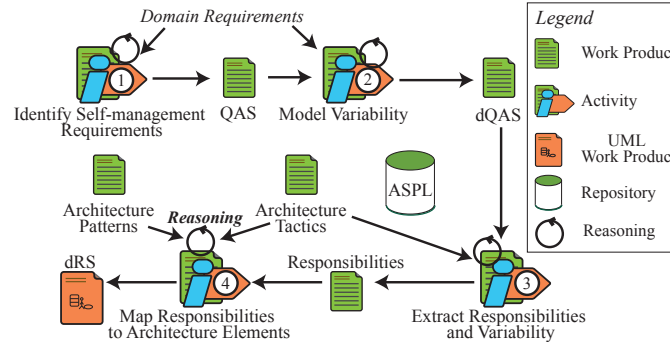 Domain Requirements
Legend
Work Product
1
2
Identify Self-management
Requirements
QAS
Model Variability
dQAS
Activity
UML
Work Product
ASPL
Repository
Architecture
Patterns
Reasoning
Architecture
Tactics
Reasoning
dRS
Responsibilities
4
3
Map Responsibilities
to Architecture Elements
Extract Responsibilities
and Variability